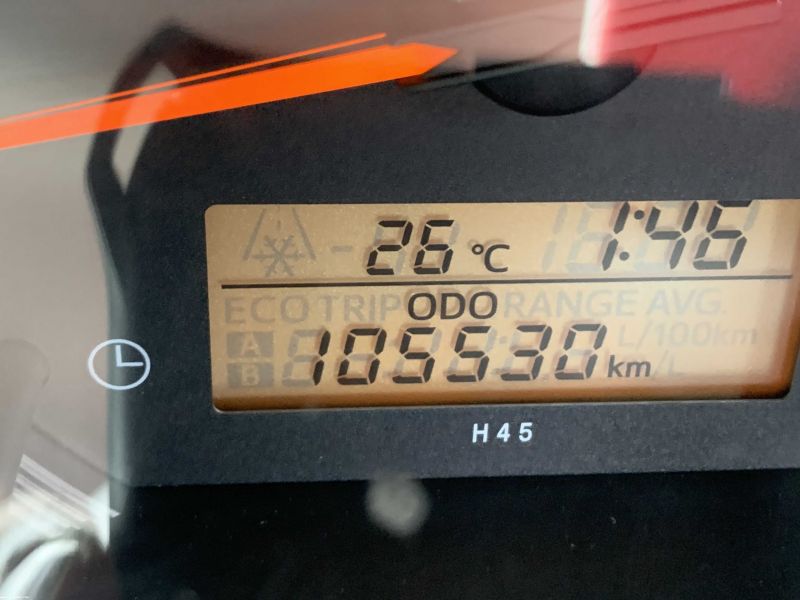 26 °C 1:46
ECO TRIP ODO RANGE AVG.
A L/100km
B 105530 km /L
H45